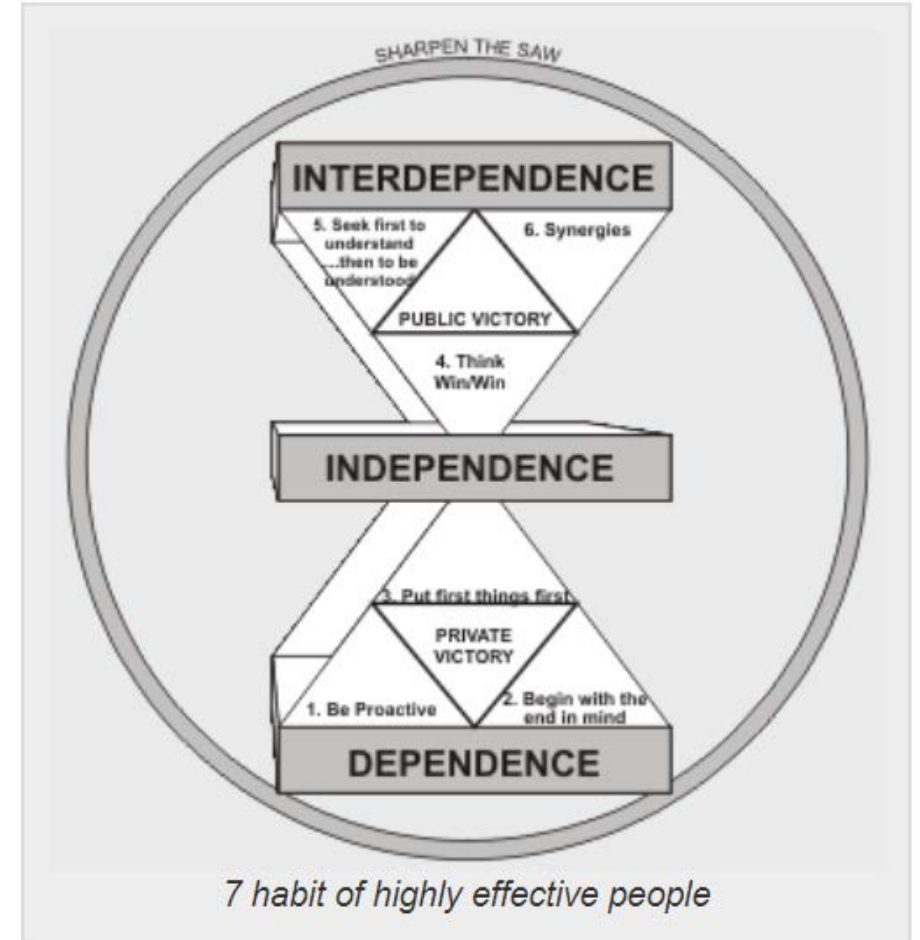 SHARPEN THE SAW
INTERDEPENDENCE
5. Seek first to
understand
....then to be
understood
6. Synergies
PUBLIC VICTORY
4. Think
Win/Win
INDEPENDENCE
3. Put first things first
PRIVATE
VICTORY
1. Be Proactive
2. Begin with the
end in mind
DEPENDENCE
7 habit of highly effective people